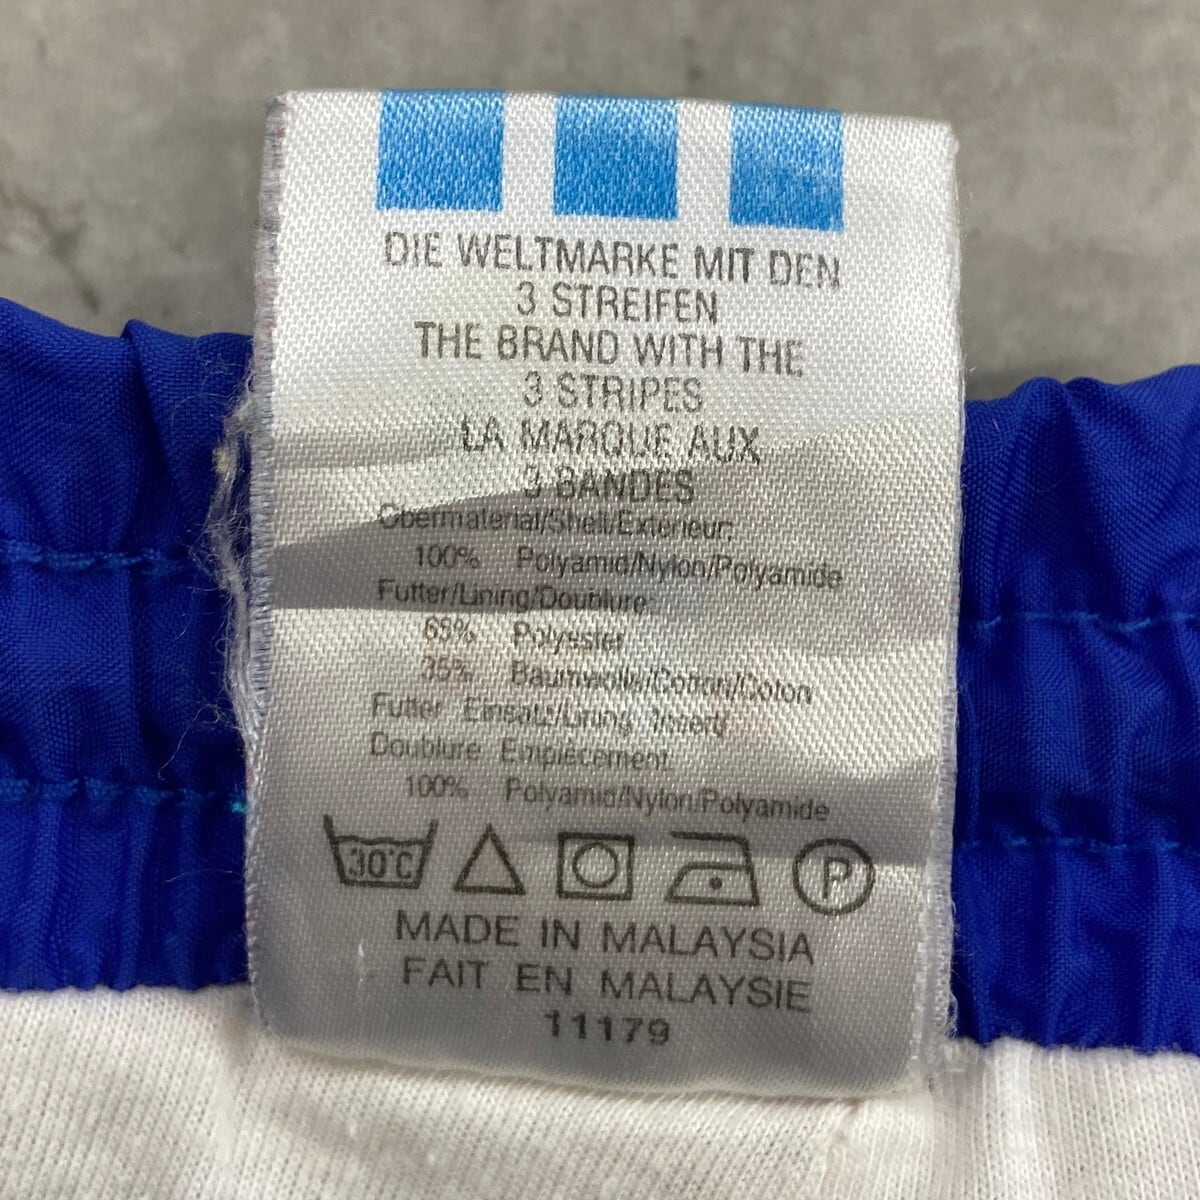 DIE WELTMARKE MIT DEN
3 STREIFEN
THE BRAND WITH THE
3 STRIPES
LA MARQUE AUX
3 BANDES
Obermaterial/Shell/Exterieur:
100% Polyamid/Nylon/Polyamide
Futter/Lining/Doublure:
65% Polyester
35% Baumwolle/Cotton/Coton
Futter Einsatz/Lining Insert/
Doublure Empiècement:
100% Polyamid/Nylon/Polyamide
30°C P
MADE IN MALAYSIA
FAIT EN MALAYSIE
11179